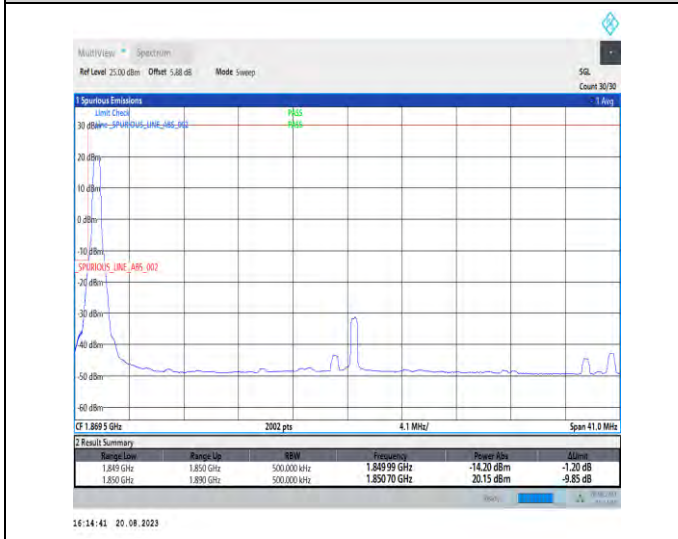 MultiView Spectrum
Ref Level 25.00 dBm Offset 5.88 dB Mode Sweep SGL
Count 30/30
1 Spurious Emissions 1 Avg
Limit Check PASS
30 dBm Line _SPURIOUS_LINE_ABS_002 PASS
20 dBm
10 dBm
0 dBm
-10 dBm
_SPURIOUS_LINE_ABS_002
-20 dBm
-30 dBm
-40 dBm
-50 dBm
-60 dBm
CF 1.869 5 GHz 2002 pts 4.1 MHz/ Span 41.0 MHz
2 Result Summary
Range Low Range Up RBW Frequency Power Abs ΔLimit
1.849 GHz 1.850 GHz 500.000 kHz 1.849 99 GHz -14.20 dBm -1.20 dB
1.850 GHz 1.890 GHz 500.000 kHz 1.850 70 GHz 20.15 dBm -9.85 dB
16:14:41 20.08.2023